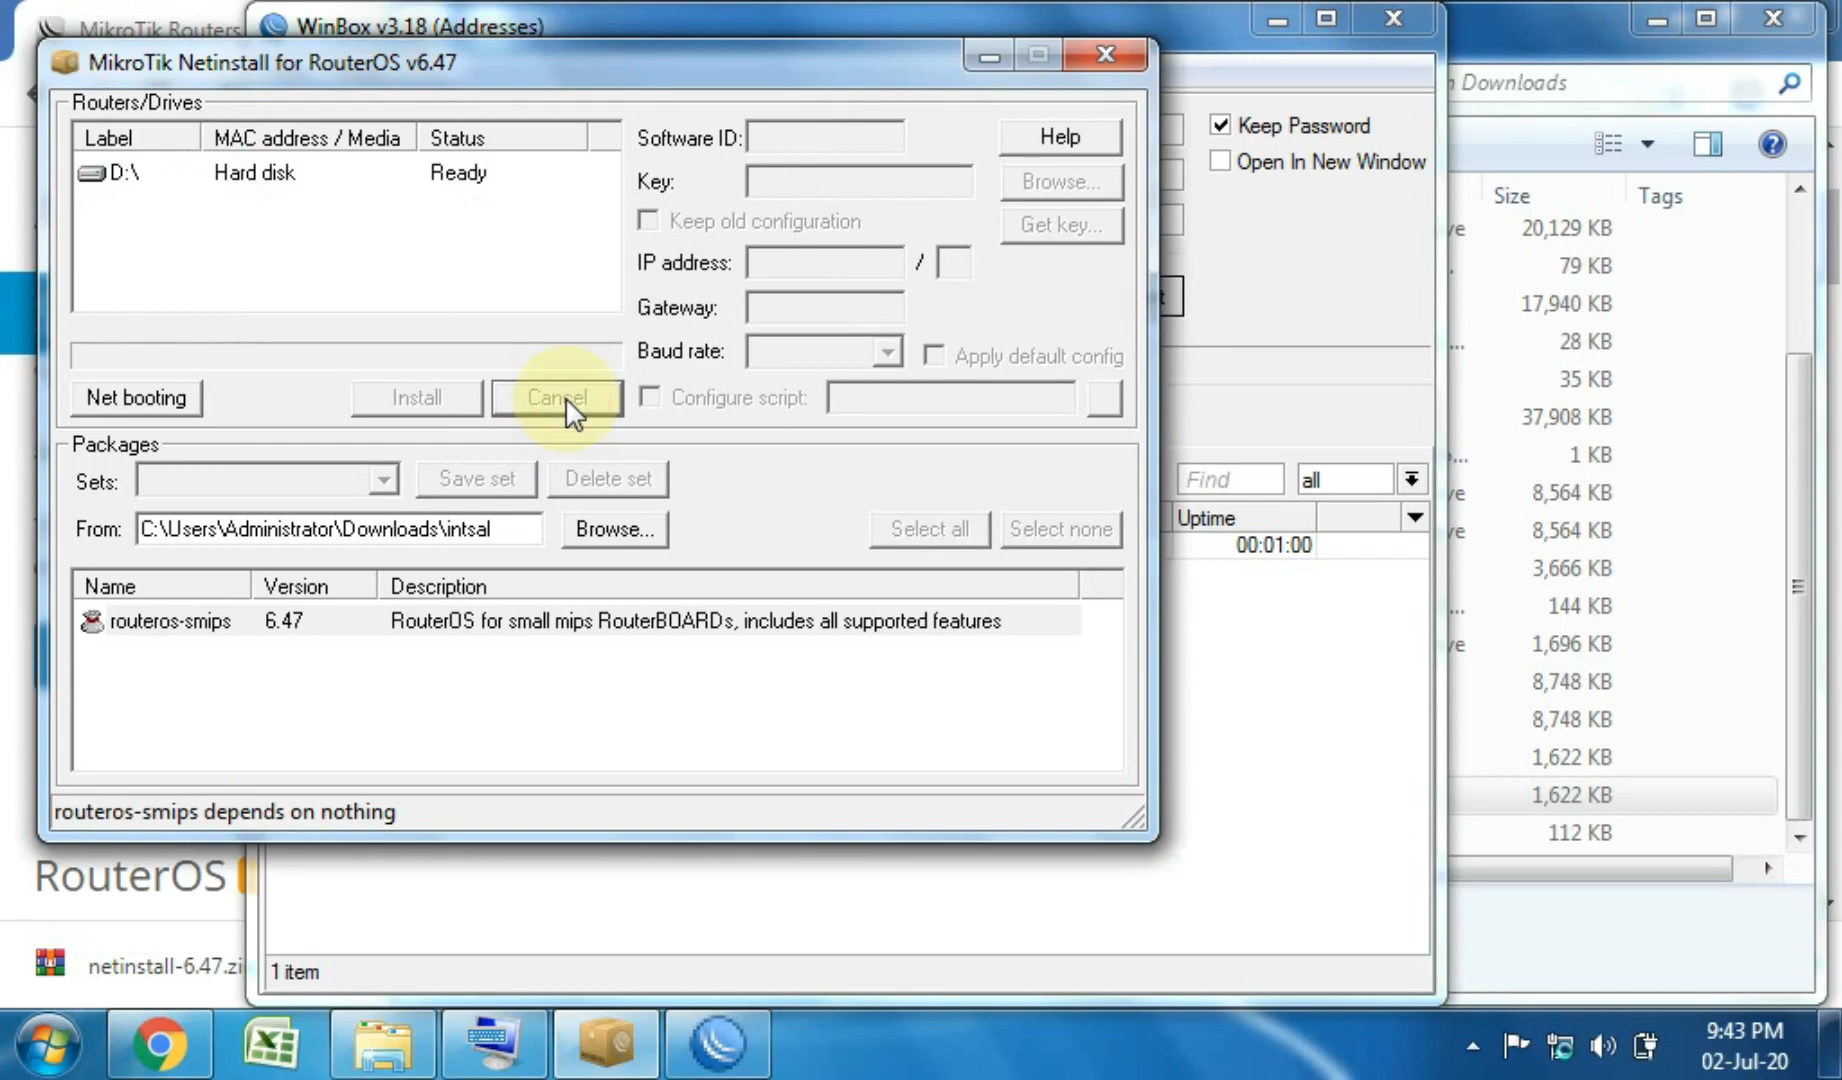 MikroTik Routers
WinBox v3.18 (Addresses)
MikroTik Netinstall for RouterOS v6.47
Downloads
Routers/Drives
Label MAC address / Media Status
D:\ Hard disk Ready
Software ID: Help
Key: Browse...
Keep old configuration Get key...
IP address: /
Gateway:
Baud rate: Apply default config
Net booting Install Cancel Configure script:
Keep Password
Open In New Window
Packages
Sets: Save set Delete set
From: C:\Users\Administrator\Downloads\intsal Browse... Select all Select none
Name Version Description
routeros-smips 6.47 RouterOS for small mips RouterBOARDs, includes all supported features
routeros-smips depends on nothing
Find all
Uptime
00:01:00
Size Tags
20,129 KB
79 KB
17,940 KB
28 KB
35 KB
37,908 KB
1 KB
8,564 KB
8,564 KB
3,666 KB
144 KB
1,696 KB
8,748 KB
8,748 KB
1,622 KB
1,622 KB
112 KB
RouterOS
netinstall-6.47.zi
1 item
9:43 PM
02-Jul-20